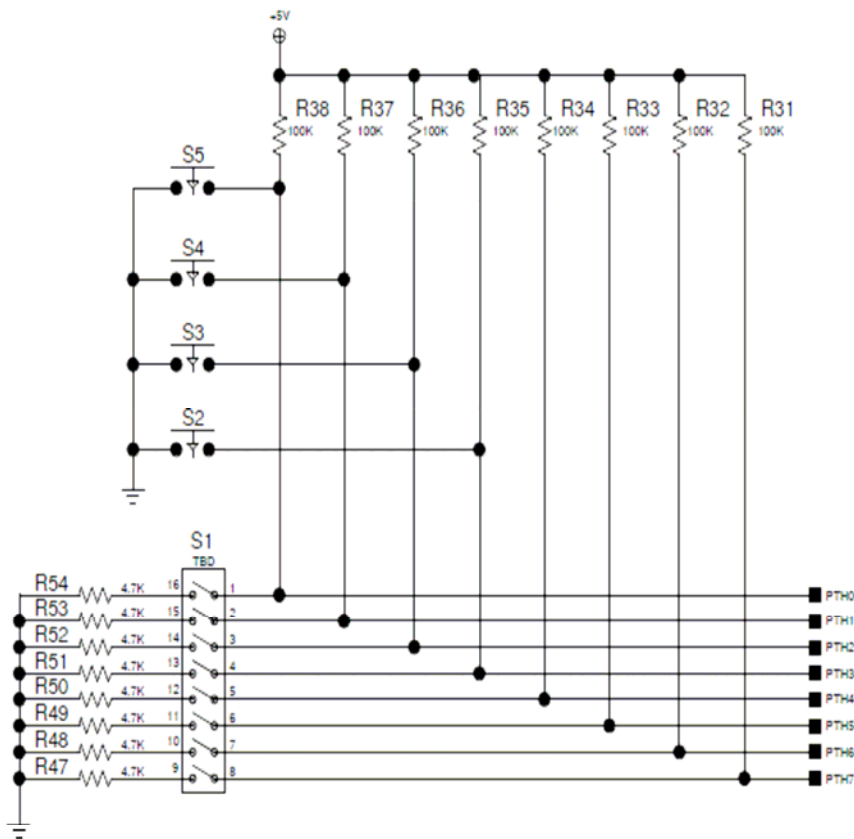 +5V
R38 R37 R36 R35 R34 R33 R32 R31
100K 100K 100K 100K 100K 100K 100K 100K
S5
S4
S3
S2
S1
TBD
R54 4.7K 16 1 PTH0
R53 4.7K 15 2 PTH1
R52 4.7K 14 3 PTH2
R51 4.7K 13 4 PTH3
R50 4.7K 12 5 PTH4
R49 4.7K 11 6 PTH5
R48 4.7K 10 7 PTH6
R47 4.7K 9 8 PTH7